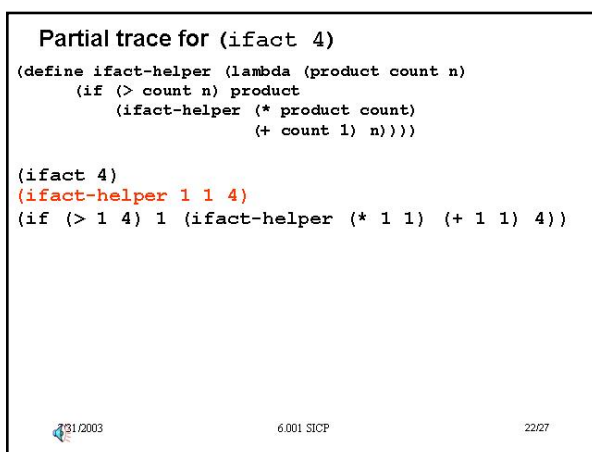 Partial trace for (ifact 4)
(define ifact-helper (lambda (product count n)
(if (> count n) product
(ifact-helper (* product count)
(+ count 1) n))))
(ifact 4)
(ifact-helper 1 1 4)
(if (> 1 4) 1 (ifact-helper (* 1 1) (+ 1 1) 4))
31/2003 6.001 SICP 22/27